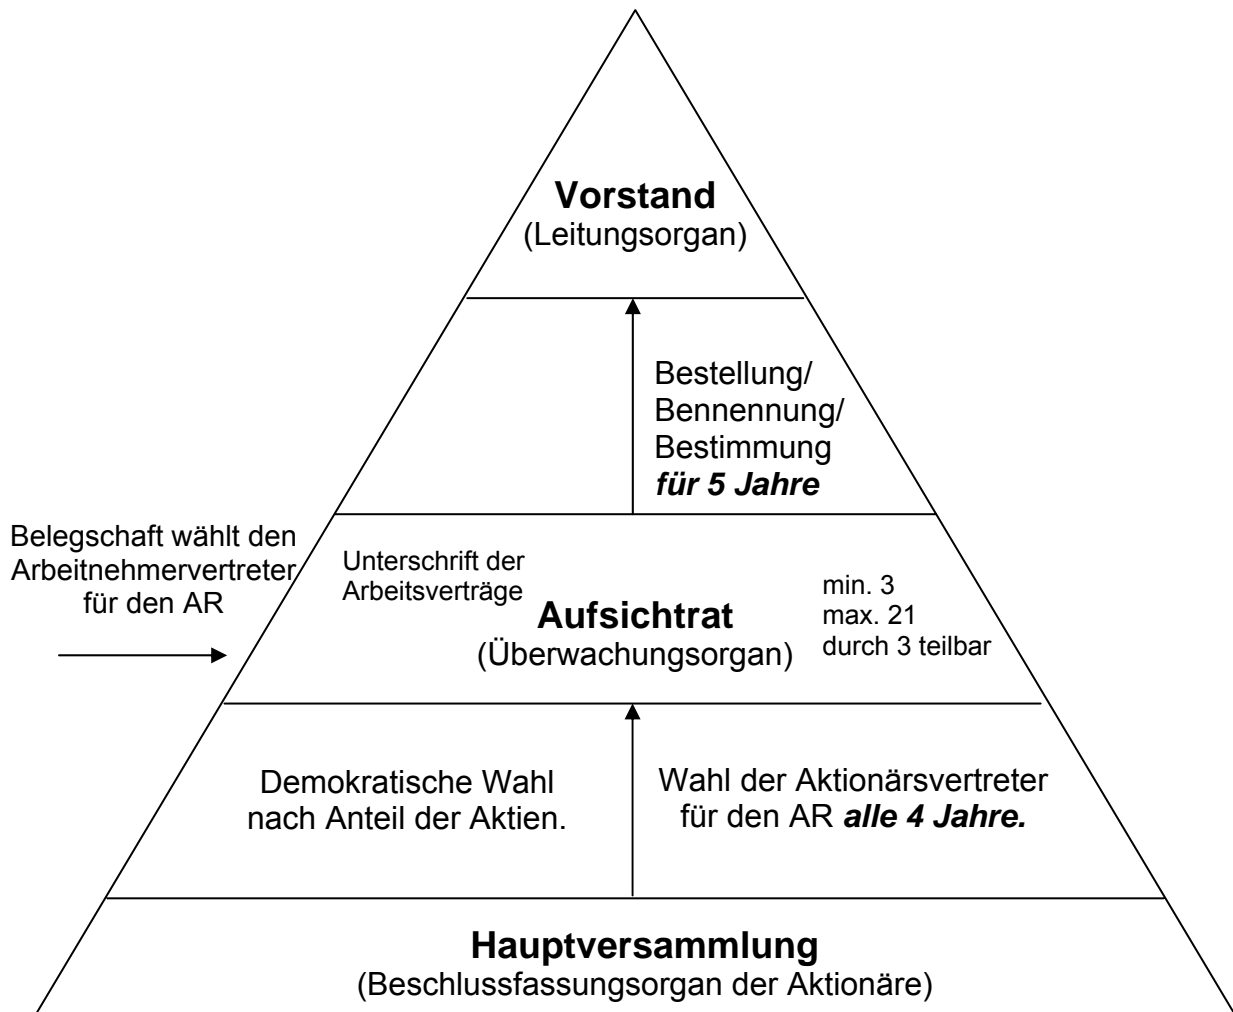 Vorstand
(Leitungsorgan)
Bestellung/
Bennennung/
Bestimmung
für 5 Jahre
Belegschaft wählt den
Arbeitnehmervertreter
für den AR
Unterschrift der
Arbeitsverträge
Aufsichtrat
(Überwachungsorgan)
min. 3
max. 21
durch 3 teilbar
Demokratische Wahl
nach Anteil der Aktien.
Wahl der Aktionärsvertreter
für den AR alle 4 Jahre.
Hauptversammlung
(Beschlussfassungsorgan der Aktionäre)